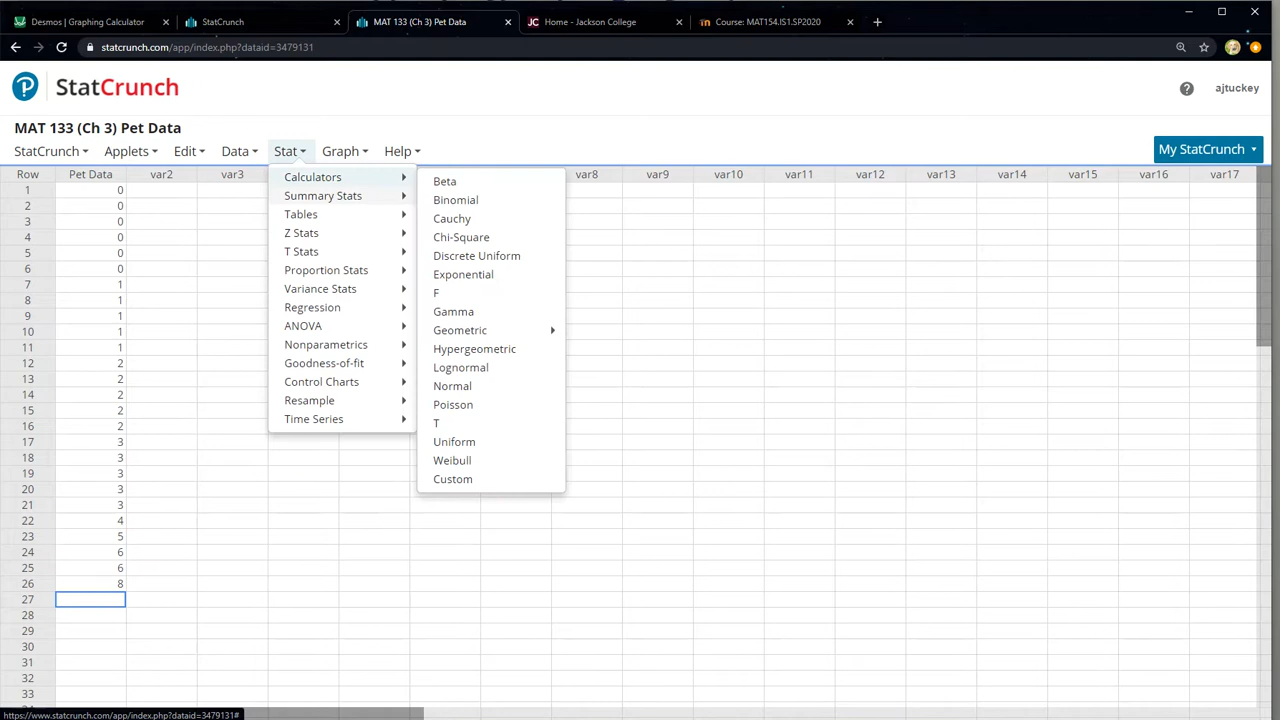 Desmos | Graphing Calculator
StatCrunch
MAT 133 (Ch 3) Pet Data
Home - Jackson College
Course: MAT154.IS1.SP2020
statcrunch.com/app/index.php?dataid=3479131
StatCrunch
ajtuckey
MAT 133 (Ch 3) Pet Data
StatCrunch Applets Edit Data Stat Graph Help
My StatCrunch
Row Pet Data var2 var3 var8 var9 var10 var11 var12 var13 var14 var15 var16 var17
1 0
2 0
3 0
4 0
5 0
6 0
7 1
8 1
9 1
10 1
11 1
12 2
13 2
14 2
15 2
16 2
17 3
18 3
19 3
20 3
21 3
22 4
23 5
24 6
25 6
26 8
27
28
29
30
31
32
33
Calculators
Summary Stats
Tables
Z Stats
T Stats
Proportion Stats
Variance Stats
Regression
ANOVA
Nonparametrics
Goodness-of-fit
Control Charts
Resample
Time Series
Beta
Binomial
Cauchy
Chi-Square
Discrete Uniform
Exponential
F
Gamma
Geometric
Hypergeometric
Lognormal
Normal
Poisson
T
Uniform
Weibull
Custom
https://www.statcrunch.com/app/index.php?dataid=3479131#